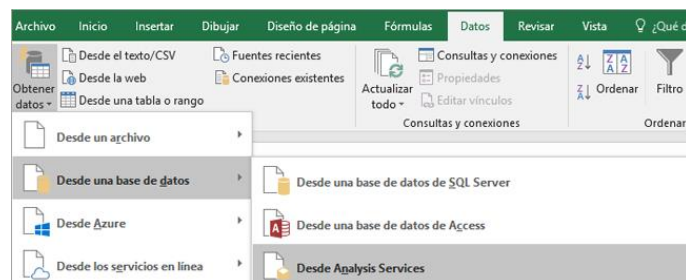 Archivo Inicio Insertar Dibujar Diseño de página Fórmulas Datos Revisar Vista ¿Qué d
Obtener datos
Desde el texto/CSV
Desde la web
Desde una tabla o rango
Fuentes recientes
Conexiones existentes
Actualizar todo
Consultas y conexiones
Propiedades
Editar vínculos
Consultas y conexiones
Ordenar
Filtro
Ordenar
Desde un archivo
Desde una base de datos
Desde Azure
Desde los servicios en línea
Desde una base de datos de SQL Server
Desde una base de datos de Access
Desde Analysis Services